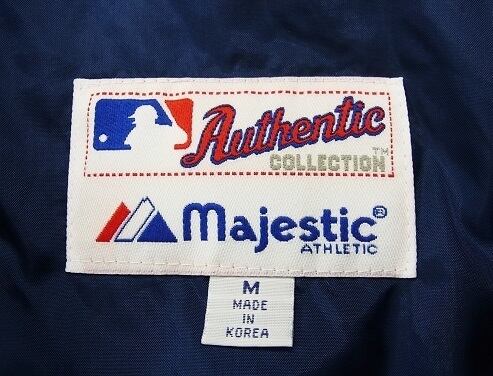 Authentic
COLLECTION™
Majestic®
ATHLETIC
M
MADE
IN
KOREA